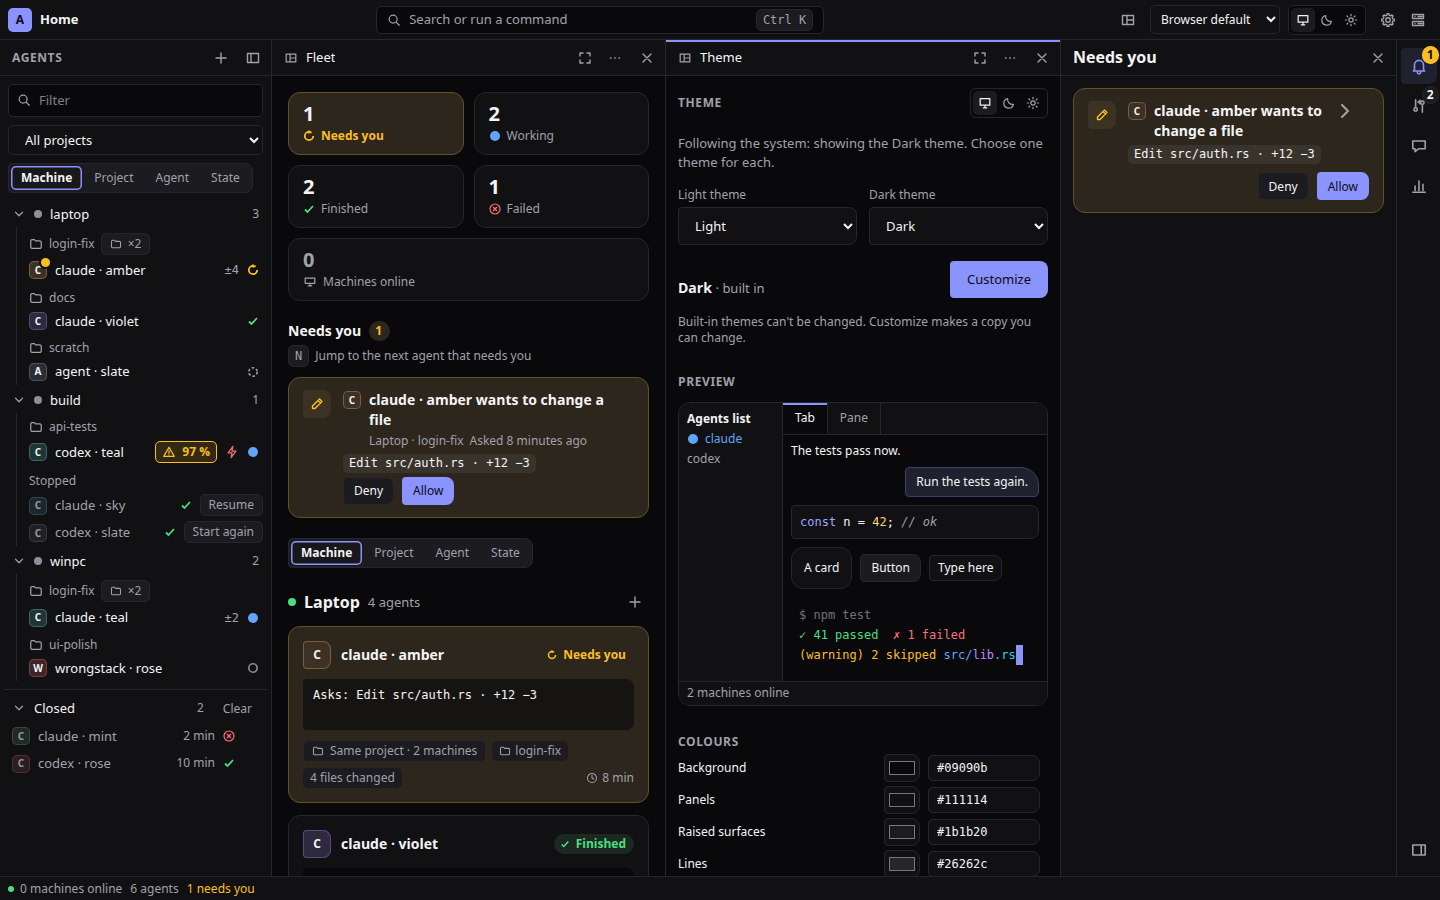 A Home
Search or run a command Ctrl K
Browser default
AGENTS
Filter
All projects
Machine Project Agent State
laptop 3
login-fix ×2
C claude · amber ±4
docs
C claude · violet
scratch
A agent · slate
build 1
api-tests
C codex · teal 97 %
Stopped
C claude · sky Resume
C codex · slate Start again
winpc 2
login-fix ×2
C claude · teal ±2
ui-polish
W wrongstack · rose
Closed 2 Clear
C claude · mint 2 min
C codex · rose 10 min
Fleet
1
Needs you
2
Working
2
Finished
1
Failed
0
Machines online
Needs you 1
N Jump to the next agent that needs you
C claude · amber wants to change a
file
Laptop · login-fix Asked 8 minutes ago
Edit src/auth.rs · +12 −3
Deny Allow
Machine Project Agent State
Laptop 4 agents
C claude · amber Needs you
Asks: Edit src/auth.rs · +12 −3
Same project · 2 machines login-fix
4 files changed 8 min
C claude · violet Finished
Theme
THEME
Following the system: showing the Dark theme. Choose one
theme for each.
Light theme Dark theme
Light Dark
Dark · built in Customize
Built-in themes can't be changed. Customize makes a copy you
can change.
PREVIEW
Agents list
claude
codex
Tab Pane
The tests pass now.
Run the tests again.
const n = 42; // ok
A card Button Type here
$ npm test
✓ 41 passed ✗ 1 failed
(warning) 2 skipped src/lib.rs
2 machines online
COLOURS
Background #09090b
Panels #111114
Raised surfaces #1b1b20
Lines #26262c
Needs you
C claude · amber wants to
change a file
Edit src/auth.rs · +12 −3
Deny Allow
1
2
0 machines online 6 agents 1 needs you